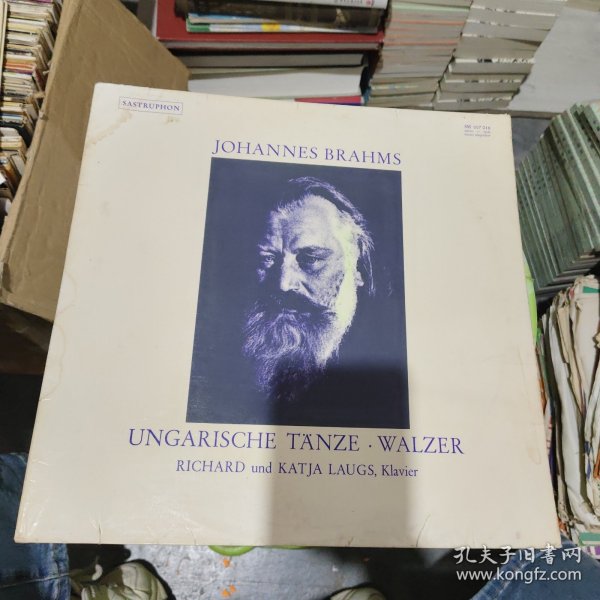 SASTRUPHON
JOHANNES BRAHMS
UNGARISCHE TÄNZE · WALZER
RICHARD und KATJA LAUGS, Klavier
孔夫子旧书网
www.kongfz.com